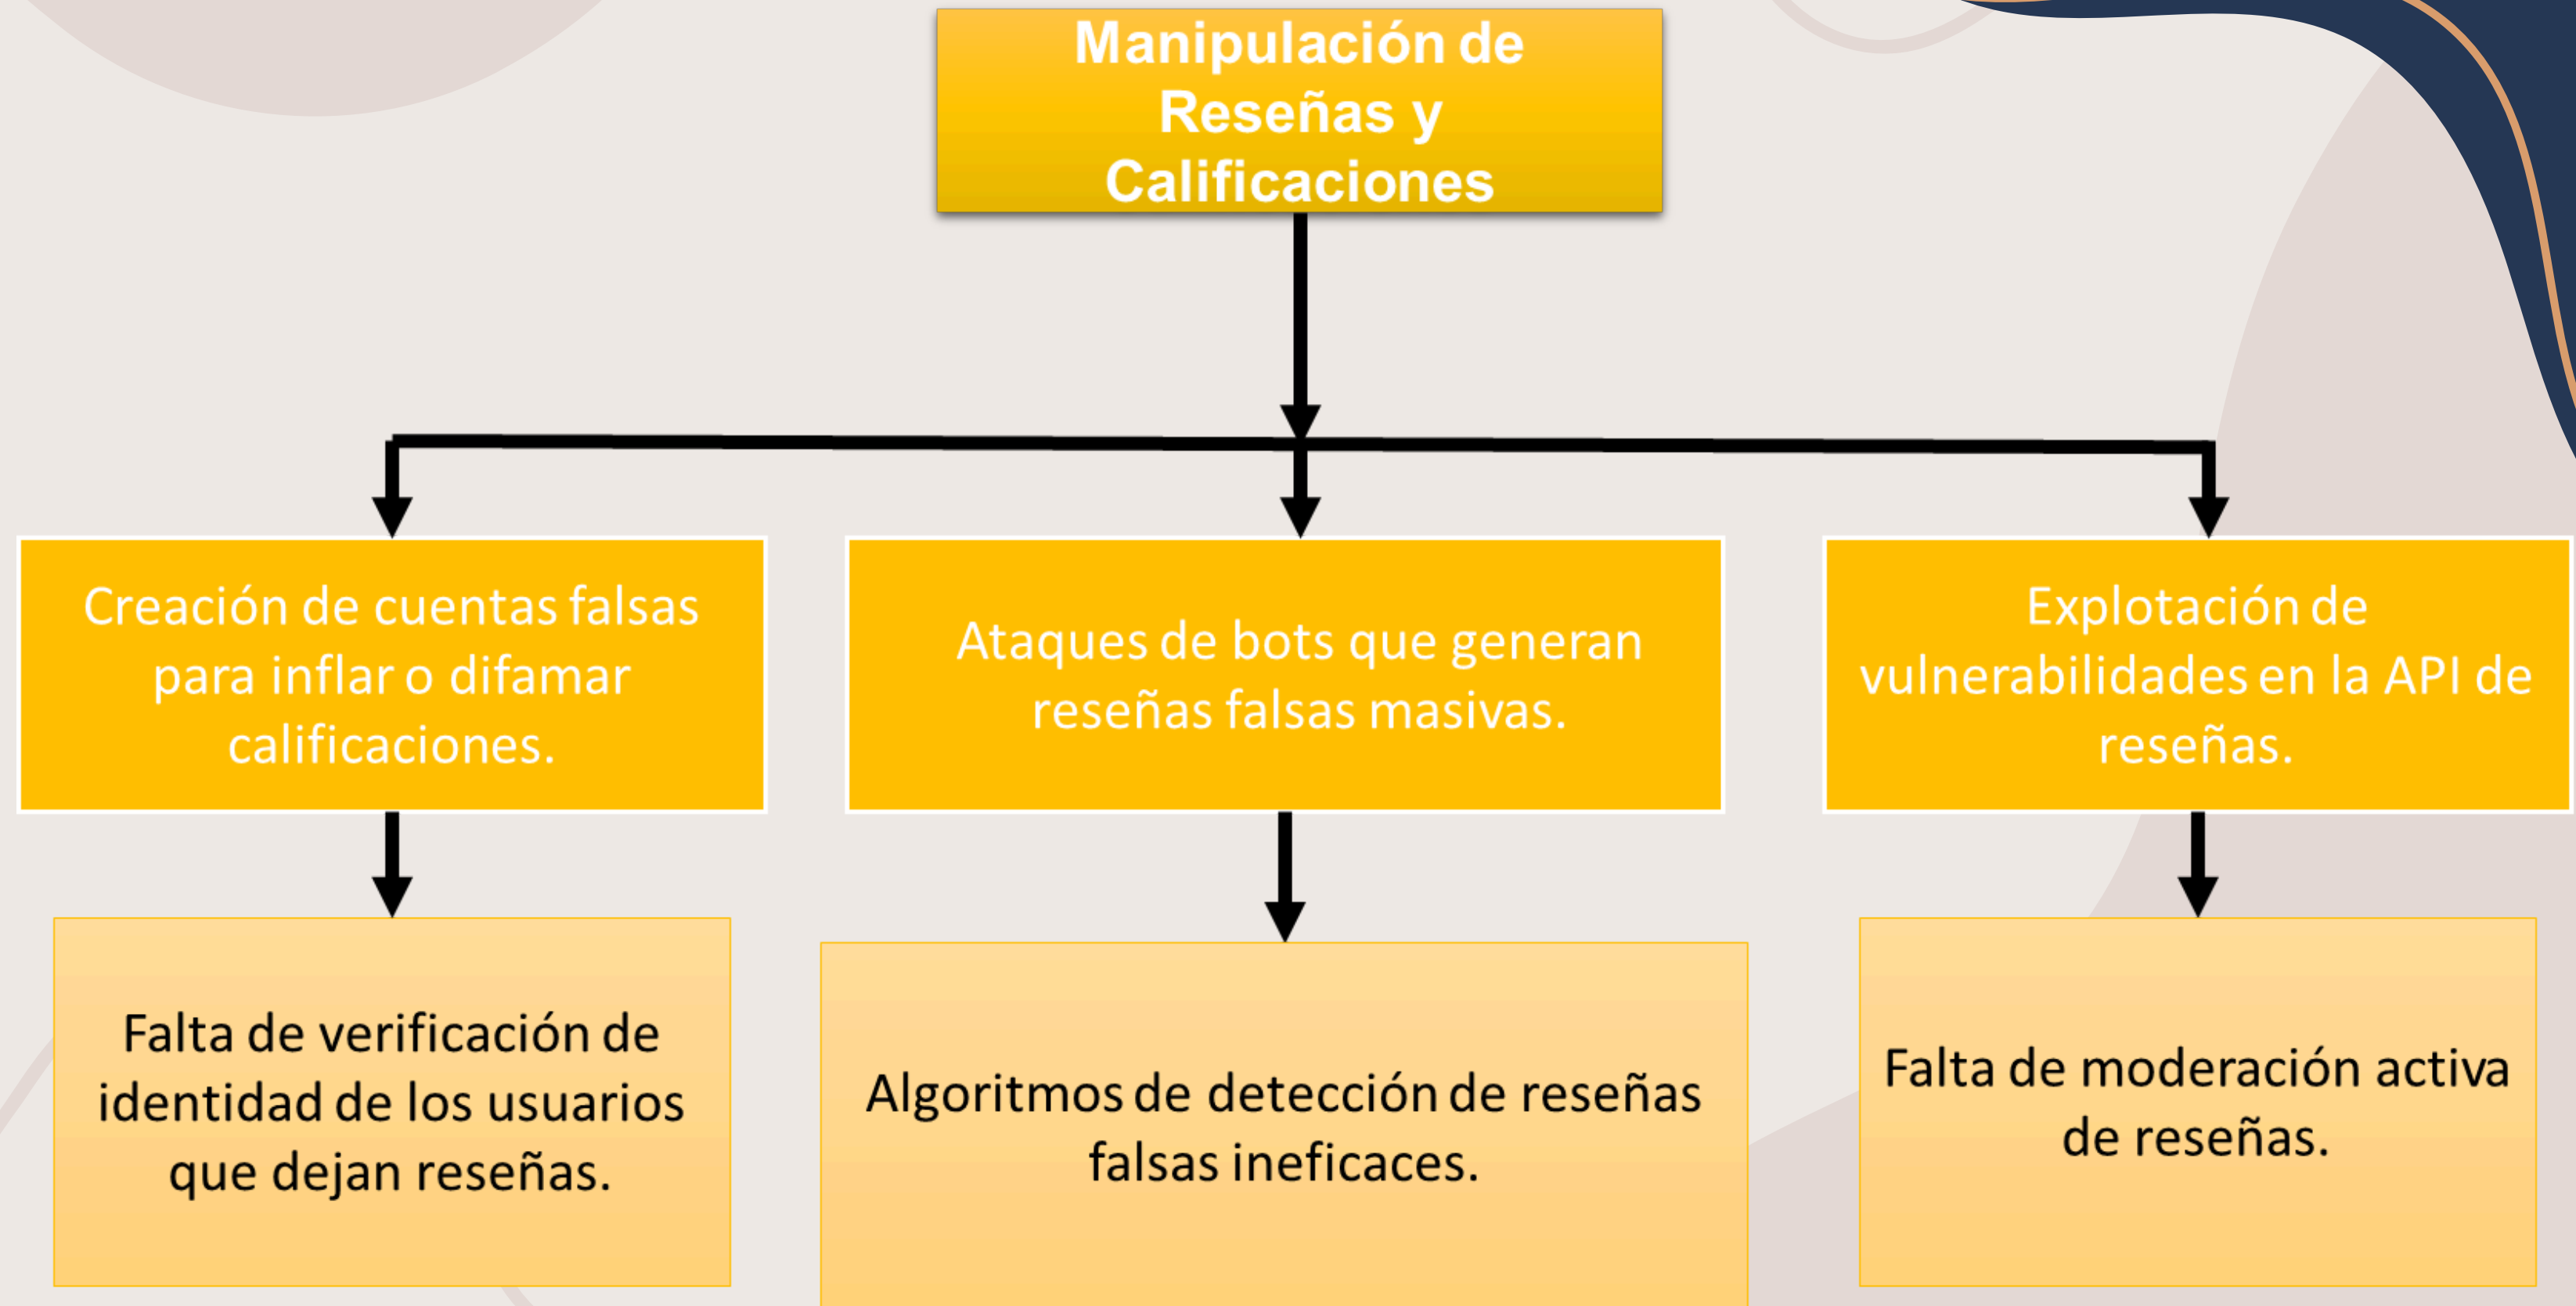 Manipulación de
Reseñas y
Calificaciones
Creación de cuentas falsas
para inflar o difamar
calificaciones.
Ataques de bots que generan
reseñas falsas masivas.
Explotación de
vulnerabilidades en la API de
reseñas.
Falta de verificación de
identidad de los usuarios
que dejan reseñas.
Algoritmos de detección de reseñas
falsas ineficaces.
Falta de moderación activa
de reseñas.